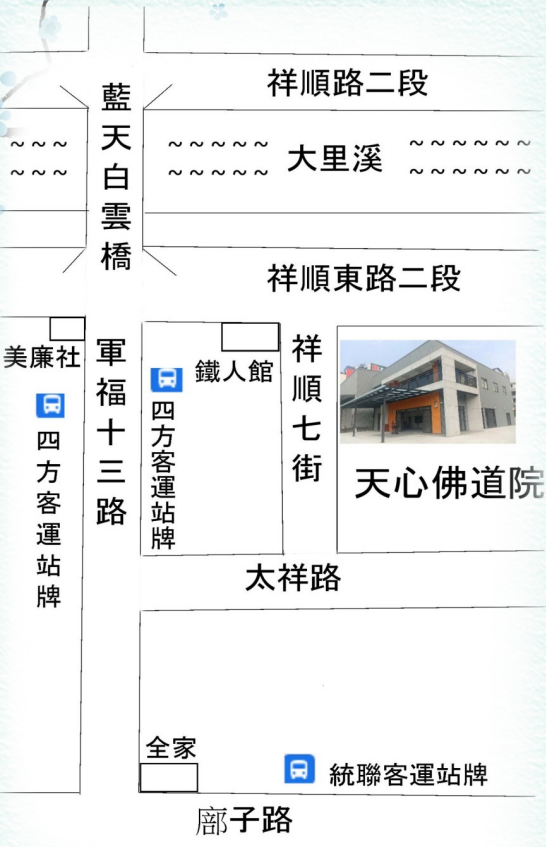 祥順路二段
藍天白雲橋
~~~ ~~~~~ 大里溪 ~~~~~~
~~~ ~~~~~ ~~~~~~
祥順東路二段
美廉社
軍福十三路
鐵人館
祥順七街
四方客運站牌
四方客運站牌
天心佛道院
太祥路
全家
統聯客運站牌
廍子路